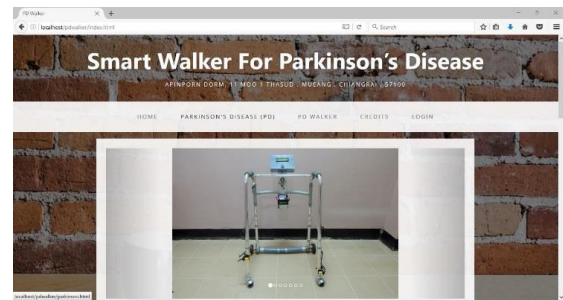 PD Walker
localhost/pdwalker/index.html
Search
Smart Walker For Parkinson's Disease
APINPORN DORM, 11 MOO 1 THASUD , MUEANG , CHIANGRAI , 57100
HOME PARKINSON'S DISEASE (PD) PD WALKER CREDITS LOGIN
localhost/pdwalker/parkinson.html